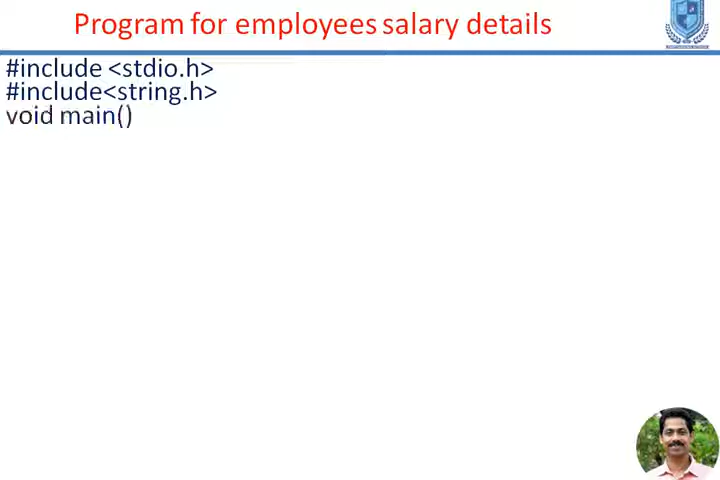 Program for employees salary details
#include <stdio.h>
#include<string.h>
void main()